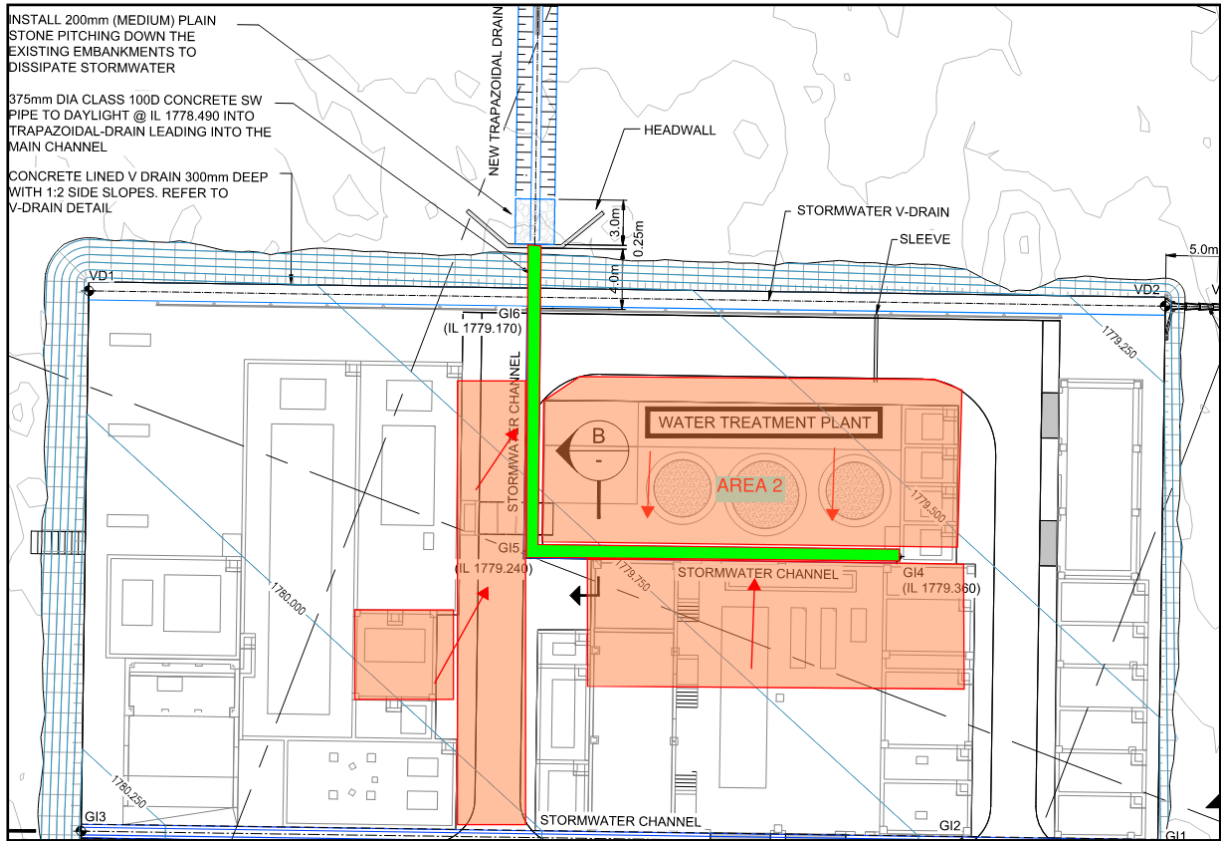 INSTALL 200mm (MEDIUM) PLAIN
STONE PITCHING DOWN THE
EXISTING EMBANKMENTS TO
DISSIPATE STORMWATER
375mm DIA CLASS 100D CONCRETE SW
PIPE TO DAYLIGHT @ IL 1778.490 INTO
TRAPAZOIDAL-DRAIN LEADING INTO THE
MAIN CHANNEL
CONCRETE LINED V DRAIN 300mm DEEP
WITH 1:2 SIDE SLOPES. REFER TO
V-DRAIN DETAIL
NEW TRAPAZOIDAL DRAIN
HEADWALL
3.0m
0.25m
2.0m
STORMWATER V-DRAIN
SLEEVE
5.0m
VD1
VD2
V
GI6
(IL 1779.170)
1779.250
STORMWATER CHANNEL
WATER TREATMENT PLANT
B
-
AREA 2
1779.500
GI5
(IL 1779.240)
1779.750
STORMWATER CHANNEL
GI4
(IL 1779.360)
1780.000
1780.250
GI3
STORMWATER CHANNEL
GI2
GI1